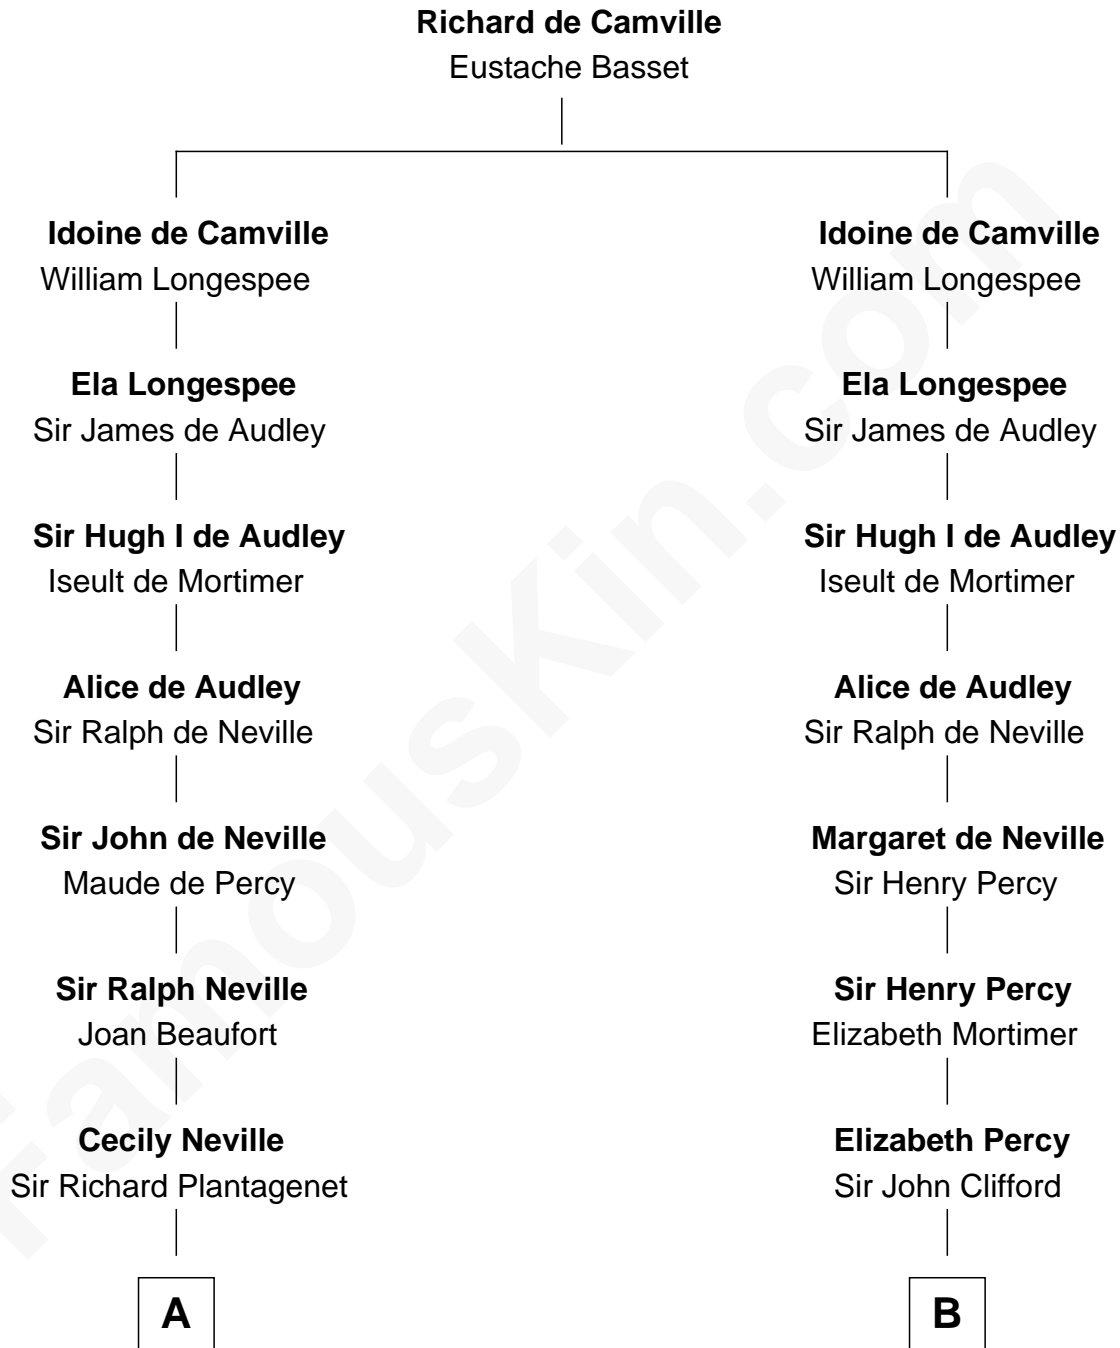 Richard de Camville
Eustache Basset
Idoine de Camville
William Longespee
Ela Longespee
Sir James de Audley
Sir Hugh I de Audley
Iseult de Mortimer
Alice de Audley
Sir Ralph de Neville
Sir John de Neville
Maude de Percy
Sir Ralph Neville
Joan Beaufort
Cecily Neville
Sir Richard Plantagenet
A
Idoine de Camville
William Longespee
Ela Longespee
Sir James de Audley
Sir Hugh I de Audley
Iseult de Mortimer
Alice de Audley
Sir Ralph de Neville
Margaret de Neville
Sir Henry Percy
Sir Henry Percy
Elizabeth Mortimer
Elizabeth Percy
Sir John Clifford
B
FamousKin.com